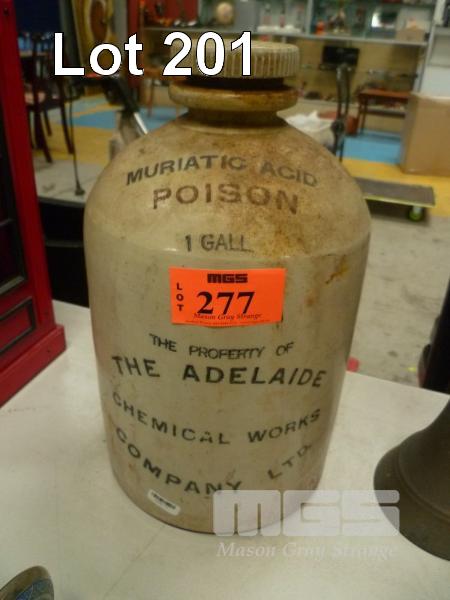 Lot 201
MURIATIC ACID
POISON
1 GALL
MGS
LOT
277
Mason Gray Strange
THE PROPERTY OF
THE ADELAIDE
CHEMICAL WORKS
COMPANY LTD
MGS
Mason Gray Strange